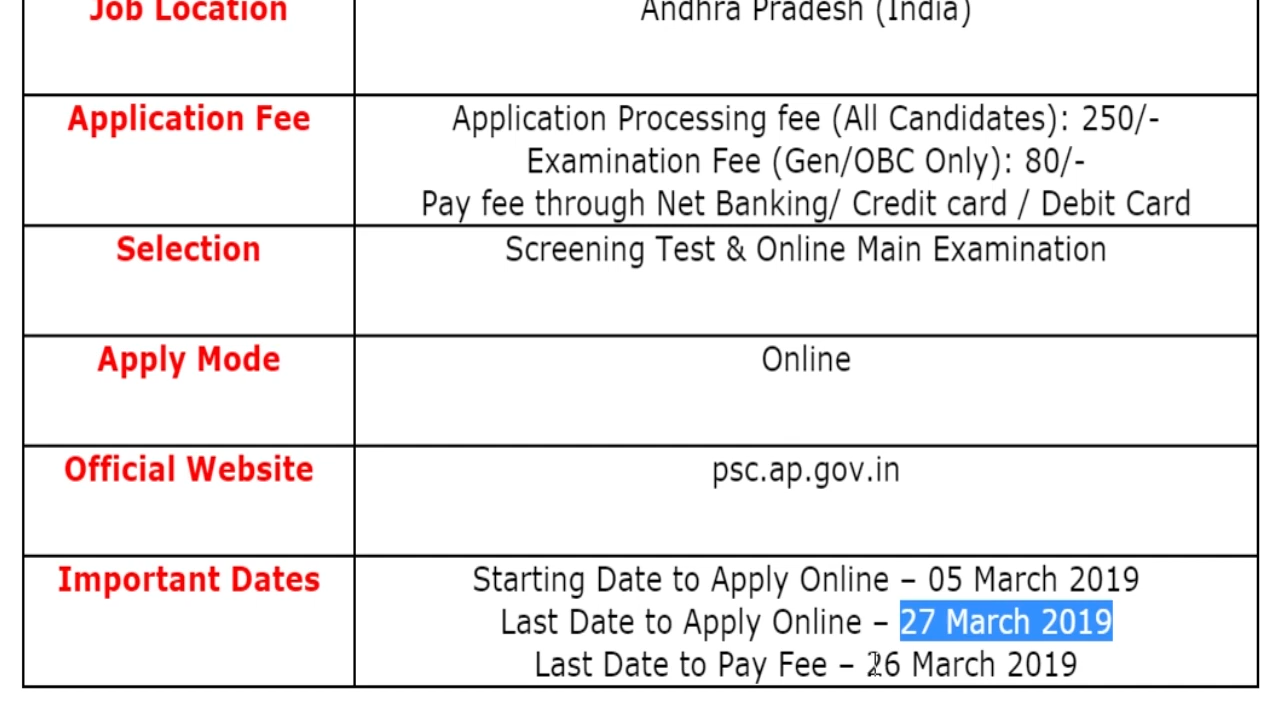 Job Location
Andhra Pradesh (India)
Application Fee
Application Processing fee (All Candidates): 250/-
Examination Fee (Gen/OBC Only): 80/-
Pay fee through Net Banking/ Credit card / Debit Card
Selection
Screening Test & Online Main Examination
Apply Mode
Online
Official Website
psc.ap.gov.in
Important Dates
Starting Date to Apply Online – 05 March 2019
Last Date to Apply Online – 27 March 2019
Last Date to Pay Fee – 26 March 2019